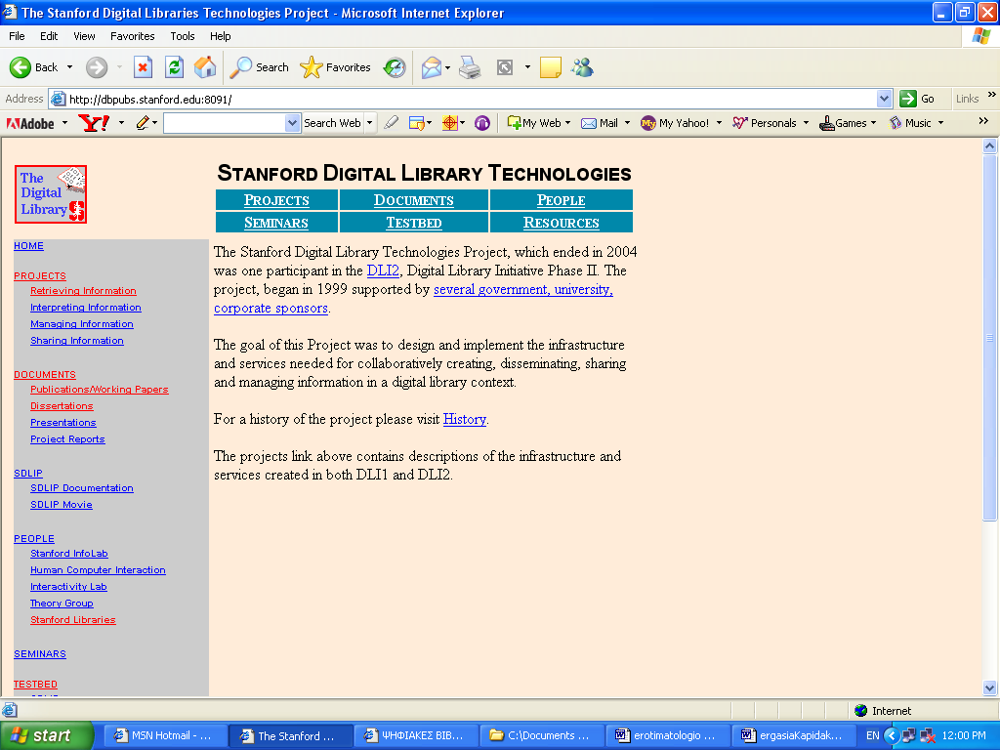 The Stanford Digital Libraries Technologies Project - Microsoft Internet Explorer
File Edit View Favorites Tools Help
Back Search Favorites
Address http://dbpubs.stanford.edu:8091/ Go Links »
Adobe Y! Search Web My Web Mail My Yahoo! Personals Games Music »
The
Digital
Library
STANFORD DIGITAL LIBRARY TECHNOLOGIES
PROJECTS DOCUMENTS PEOPLE
SEMINARS TESTBED RESOURCES
HOME
PROJECTS
Retrieving Information
Interpreting Information
Managing Information
Sharing Information
DOCUMENTS
Publications/Working Papers
Dissertations
Presentations
Project Reports
SDLIP
SDLIP Documentation
SDLIP Movie
PEOPLE
Stanford InfoLab
Human Computer Interaction
Interactivity Lab
Theory Group
Stanford Libraries
SEMINARS
TESTBED
The Stanford Digital Library Technologies Project, which ended in 2004
was one participant in the DLI2, Digital Library Initiative Phase II. The
project, began in 1999 supported by several government, university,
corporate sponsors.
The goal of this Project was to design and implement the infrastructure
and services needed for collaboratively creating, disseminating, sharing
and managing information in a digital library context.
For a history of the project please visit History.
The projects link above contains descriptions of the infrastructure and
services created in both DLI1 and DLI2.
Internet
start MSN Hotmail - ... The Stanford ... ΨΗΦΙΑΚΕΣ ΒΙΒ... C:\Documents ... erotimatologio ... ergasiaKapidak... EN 12:00 PM